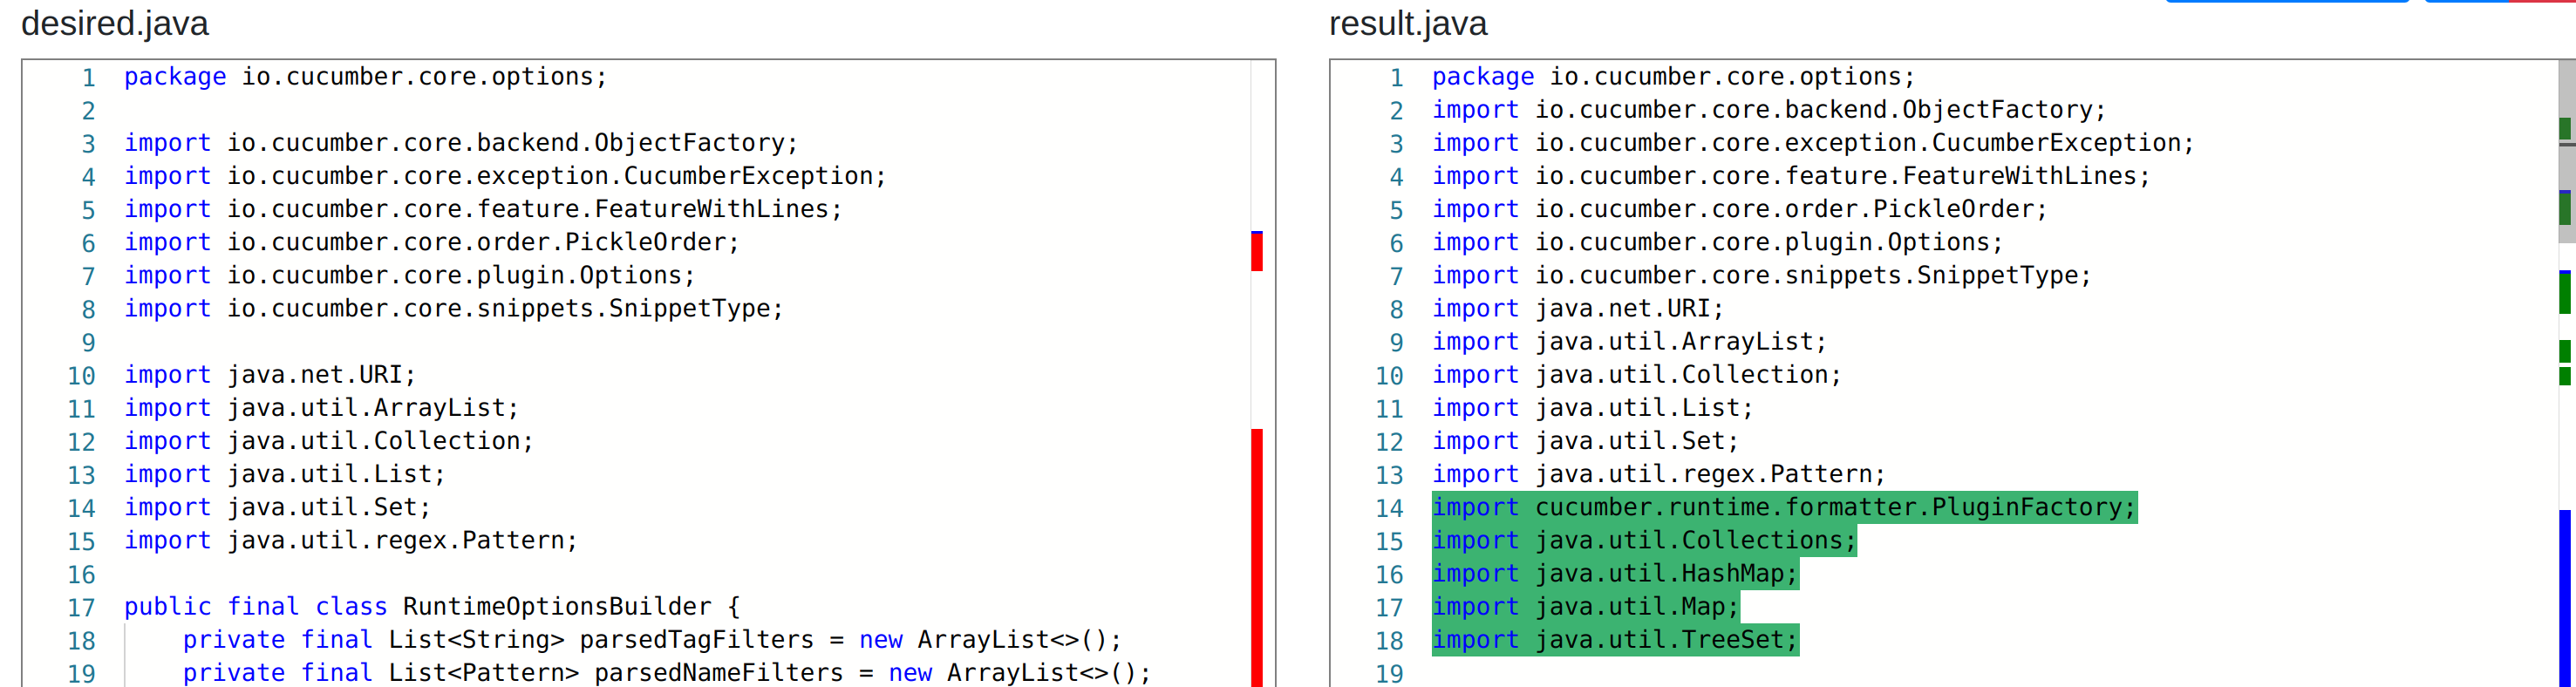 desired.java
1 package io.cucumber.core.options;
2
3 import io.cucumber.core.backend.ObjectFactory;
4 import io.cucumber.core.exception.CucumberException;
5 import io.cucumber.core.feature.FeatureWithLines;
6 import io.cucumber.core.order.PickleOrder;
7 import io.cucumber.core.plugin.Options;
8 import io.cucumber.core.snippets.SnippetType;
9
10 import java.net.URI;
11 import java.util.ArrayList;
12 import java.util.Collection;
13 import java.util.List;
14 import java.util.Set;
15 import java.util.regex.Pattern;
16
17 public final class RuntimeOptionsBuilder {
18     private final List<String> parsedTagFilters = new ArrayList<>();
19     private final List<Pattern> parsedNameFilters = new ArrayList<>();
result.java
1 package io.cucumber.core.options;
2 import io.cucumber.core.backend.ObjectFactory;
3 import io.cucumber.core.exception.CucumberException;
4 import io.cucumber.core.feature.FeatureWithLines;
5 import io.cucumber.core.order.PickleOrder;
6 import io.cucumber.core.plugin.Options;
7 import io.cucumber.core.snippets.SnippetType;
8 import java.net.URI;
9 import java.util.ArrayList;
10 import java.util.Collection;
11 import java.util.List;
12 import java.util.Set;
13 import java.util.regex.Pattern;
14 import cucumber.runtime.formatter.PluginFactory;
15 import java.util.Collections;
16 import java.util.HashMap;
17 import java.util.Map;
18 import java.util.TreeSet;
19